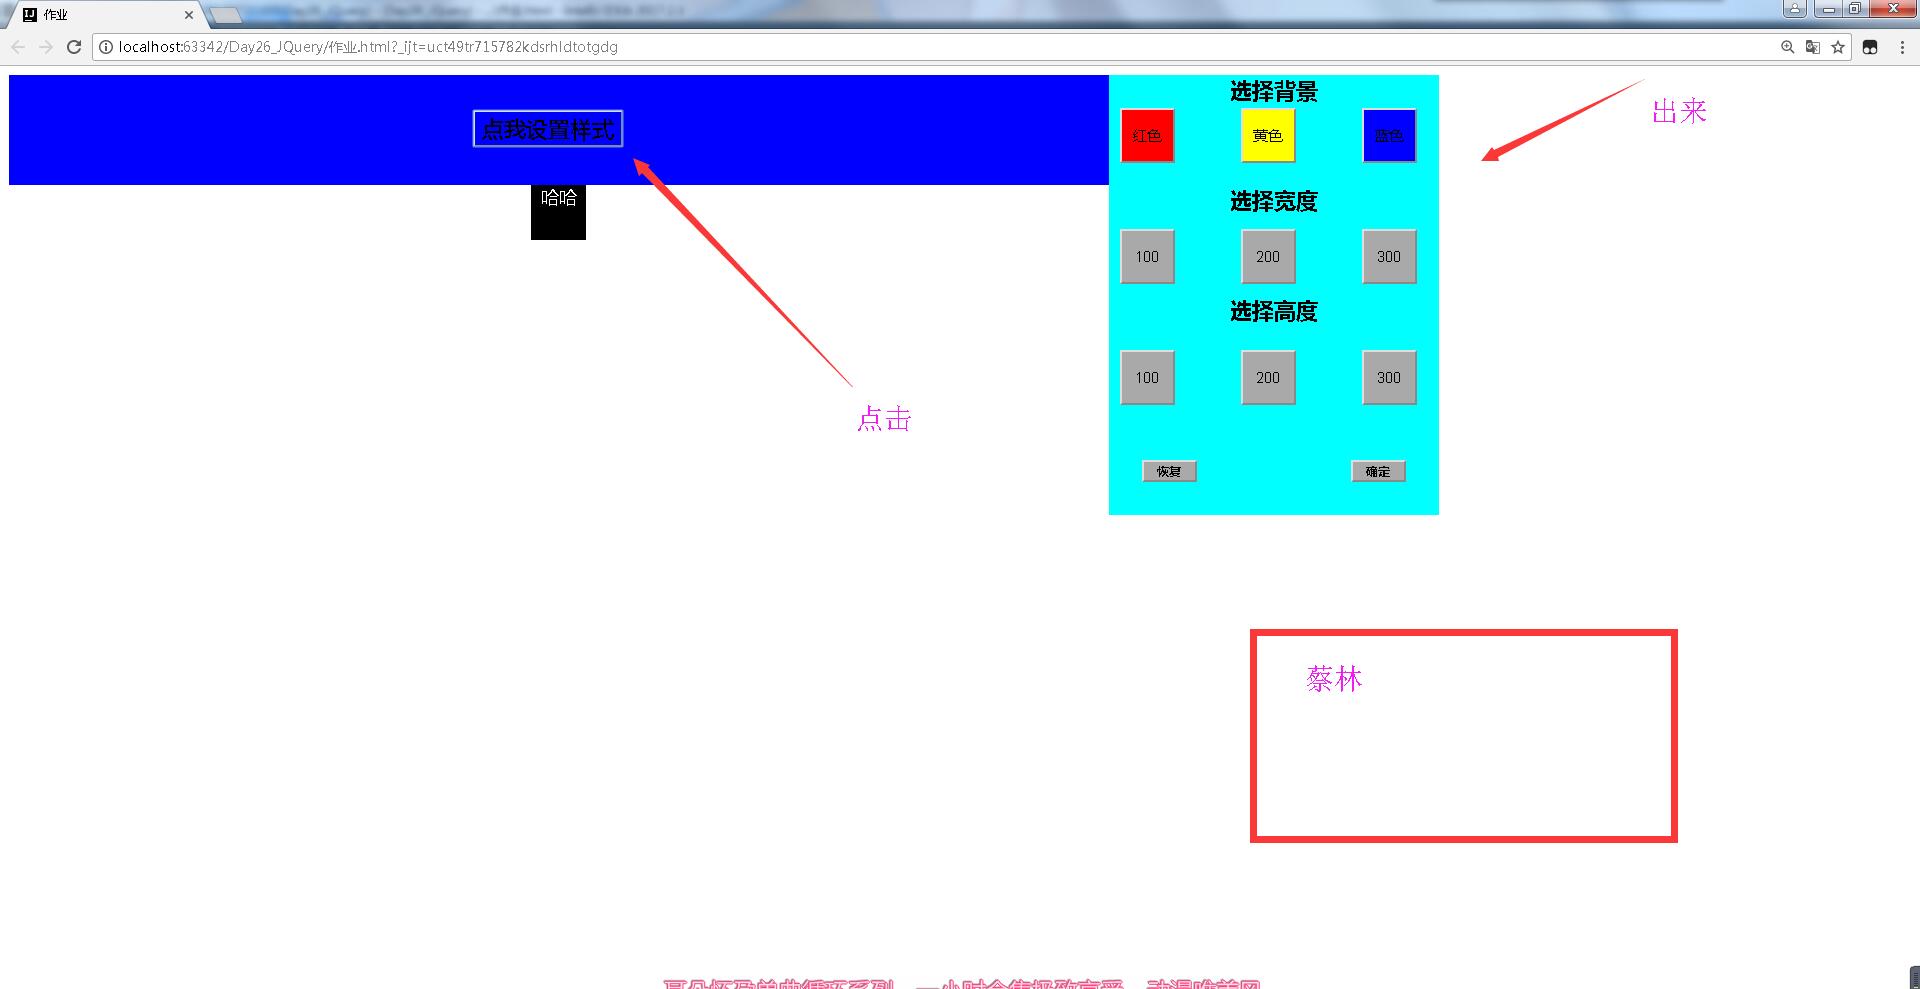 作业
localhost:63342/Day26_JQuery/作业.html?_ijt=uct49tr715782kdsrhldtotgdg
点我设置样式
哈哈
选择背景
红色 黄色 蓝色
选择宽度
100 200 300
选择高度
100 200 300
恢复 确定
出来
点击
蔡林